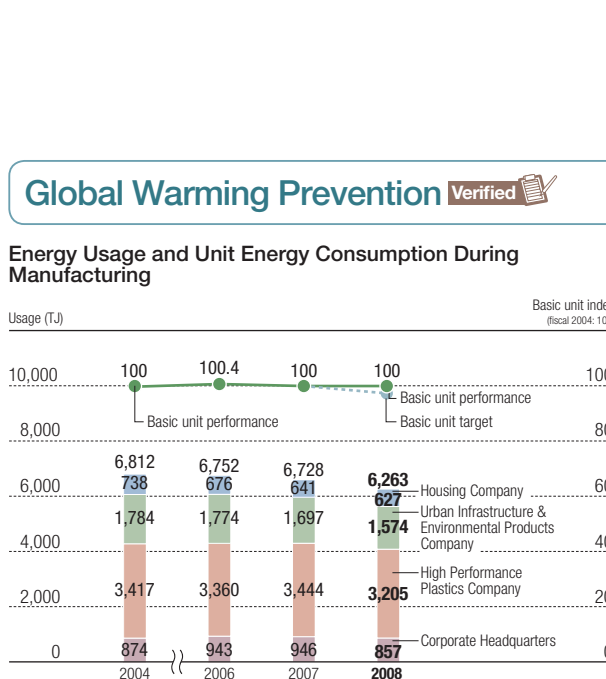 Global Warming Prevention Verified
Energy Usage and Unit Energy Consumption During
Manufacturing
Usage (TJ)
Basic unit
(fiscal 2004:
10,000
100
100.4
100
100
Basic unit performance
Basic unit performance
Basic unit target
8,000
6,812
6,752
6,728
6,263
6,000
738
676
641
627
Housing Company
1,784
1,774
1,697
1,574
Urban Infrastructure &
Environmental Products
Company
4,000
3,417
3,360
3,444
3,205
High Performance
Plastics Company
2,000
874
943
946
857
Corporate Headquarters
0
2004
2006
2007
2008